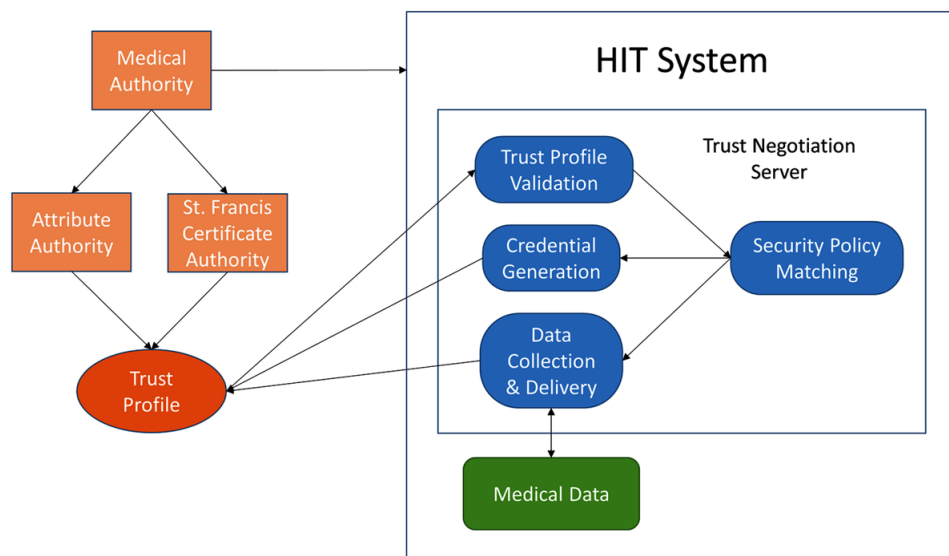 HIT System
Medical
Authority
Trust Negotiation
Server
Trust Profile
Validation
Attribute
Authority
St. Francis
Certificate
Authority
Credential
Generation
Security Policy
Matching
Data
Collection
& Delivery
Trust
Profile
Medical Data